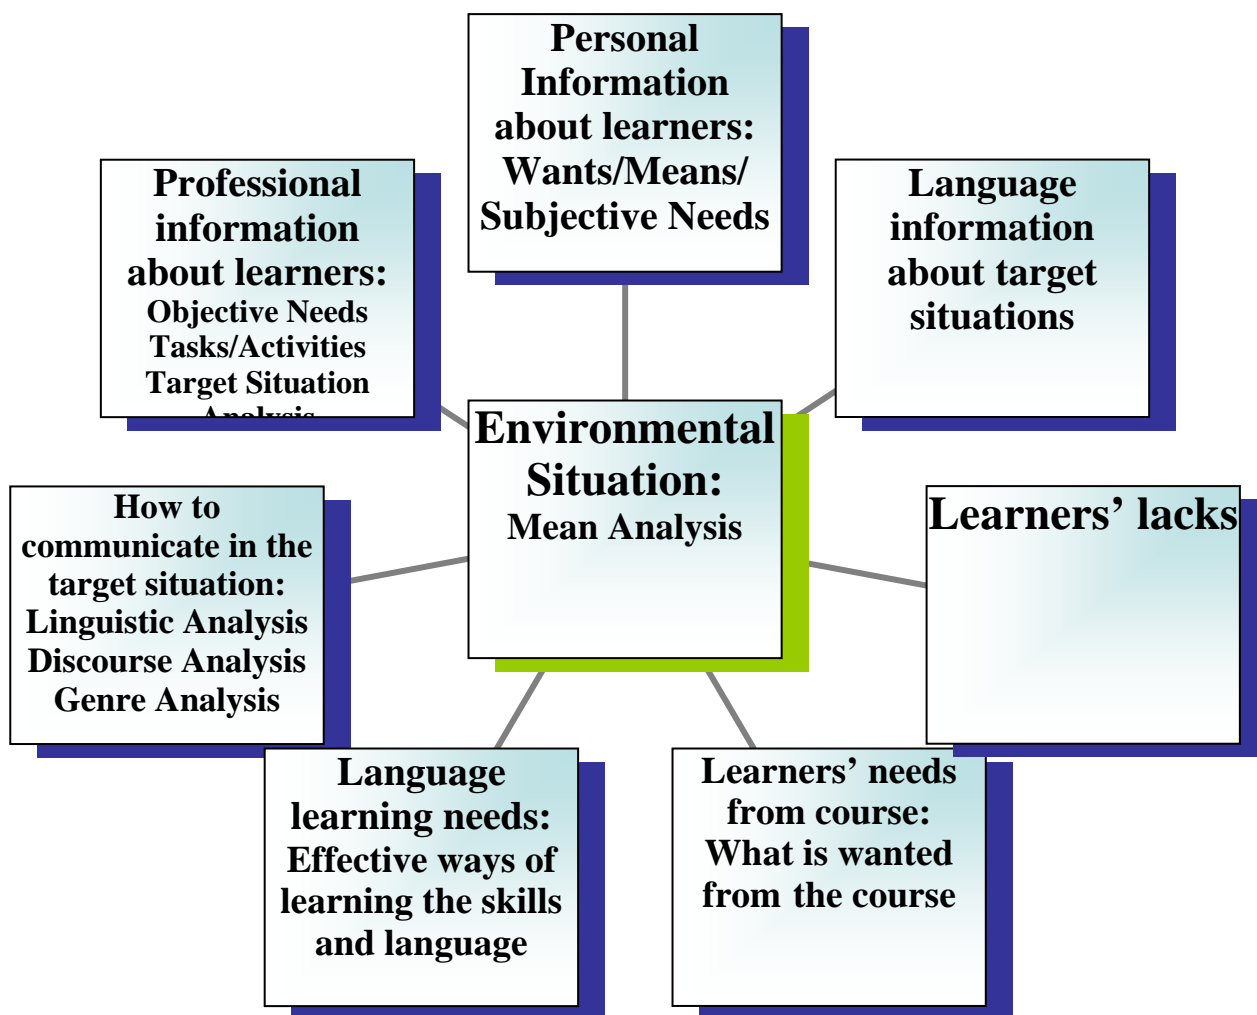 Personal
Information
about learners:
Wants/Means/
Subjective Needs
Professional
information
about learners:
Objective Needs
Tasks/Activities
Target Situation
Analysis
Language
information
about target
situations
Environmental
Situation:
Mean Analysis
Learners’ lacks
How to
communicate in the
target situation:
Linguistic Analysis
Discourse Analysis
Genre Analysis
Language
learning needs:
Effective ways of
learning the skills
and language
Learners’ needs
from course:
What is wanted
from the course